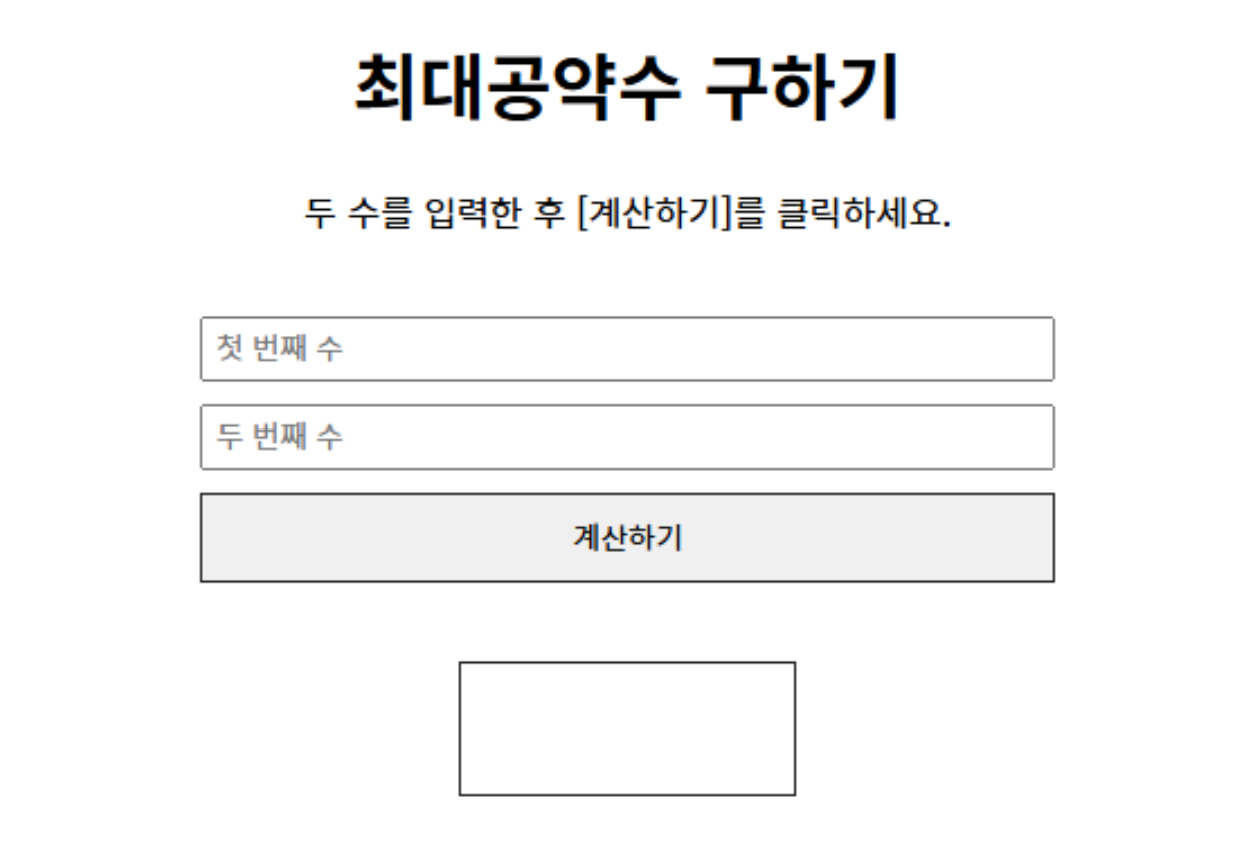 최대공약수 구하기
두 수를 입력한 후 [계산하기]를 클릭하세요.
첫 번째 수
두 번째 수
계산하기